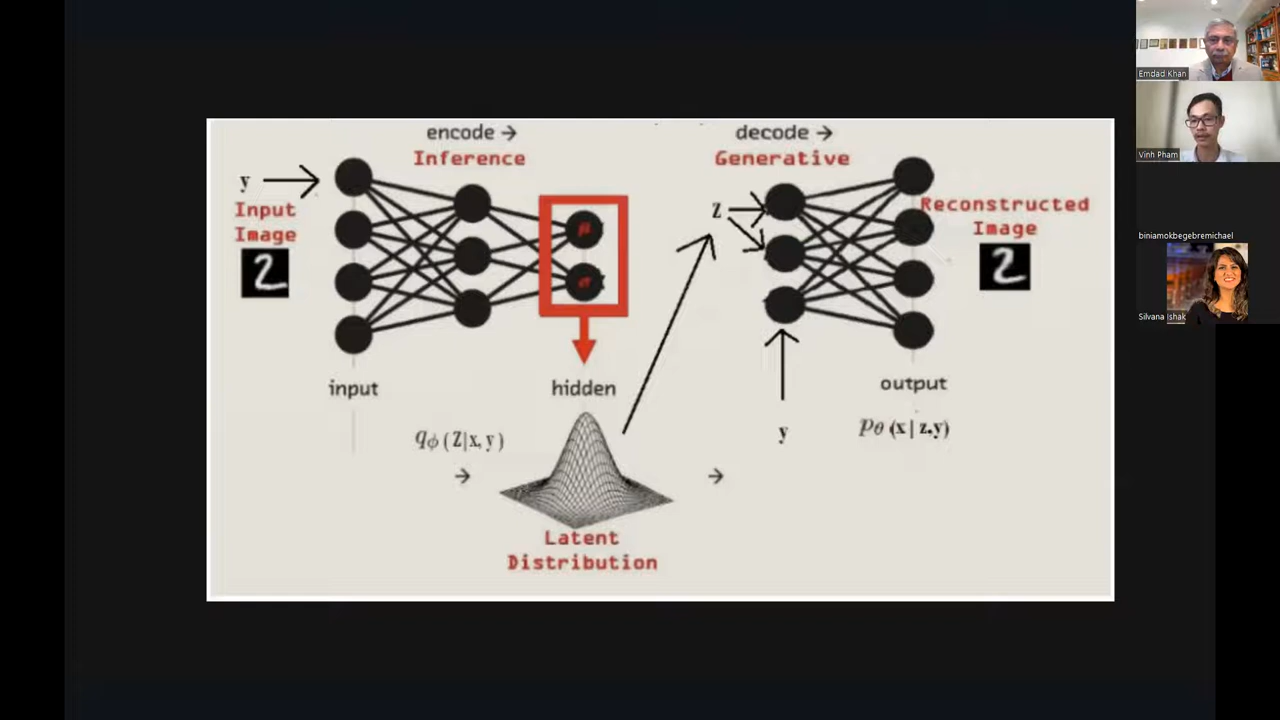 encode → decode →
Inference Generative
y
Input
Image
2
μ
σ
z
Reconstructed
Image
2
input hidden output
y
qϕ(Z|x,y) pθ(x|z,y)
→ →
Latent
Distribution
Emdad Khan
Vinh Pham
biniamokbegebremichael
Silvana Ishak